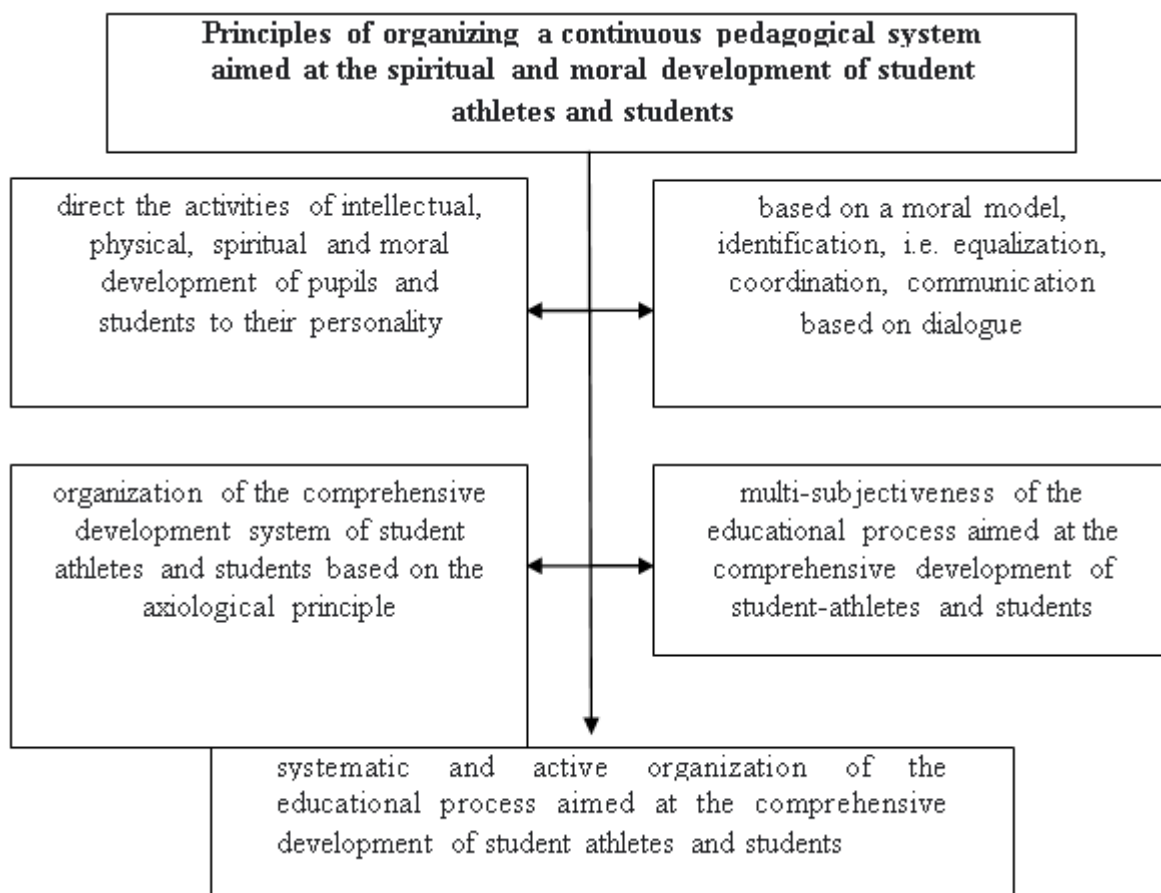 Principles of organizing a continuous pedagogical system
aimed at the spiritual and moral development of student
athletes and students
direct the activities of intellectual,
physical, spiritual and moral
development of pupils and
students to their personality
based on a moral model,
identification, i.e. equalization,
coordination, communication
based on dialogue
organization of the comprehensive
development system of student
athletes and students based on the
axiological principle
multi-subjectiveness of the
educational process aimed at the
comprehensive development of
student-athletes and students
systematic and active organization of the
educational process aimed at the comprehensive
development of student athletes and students